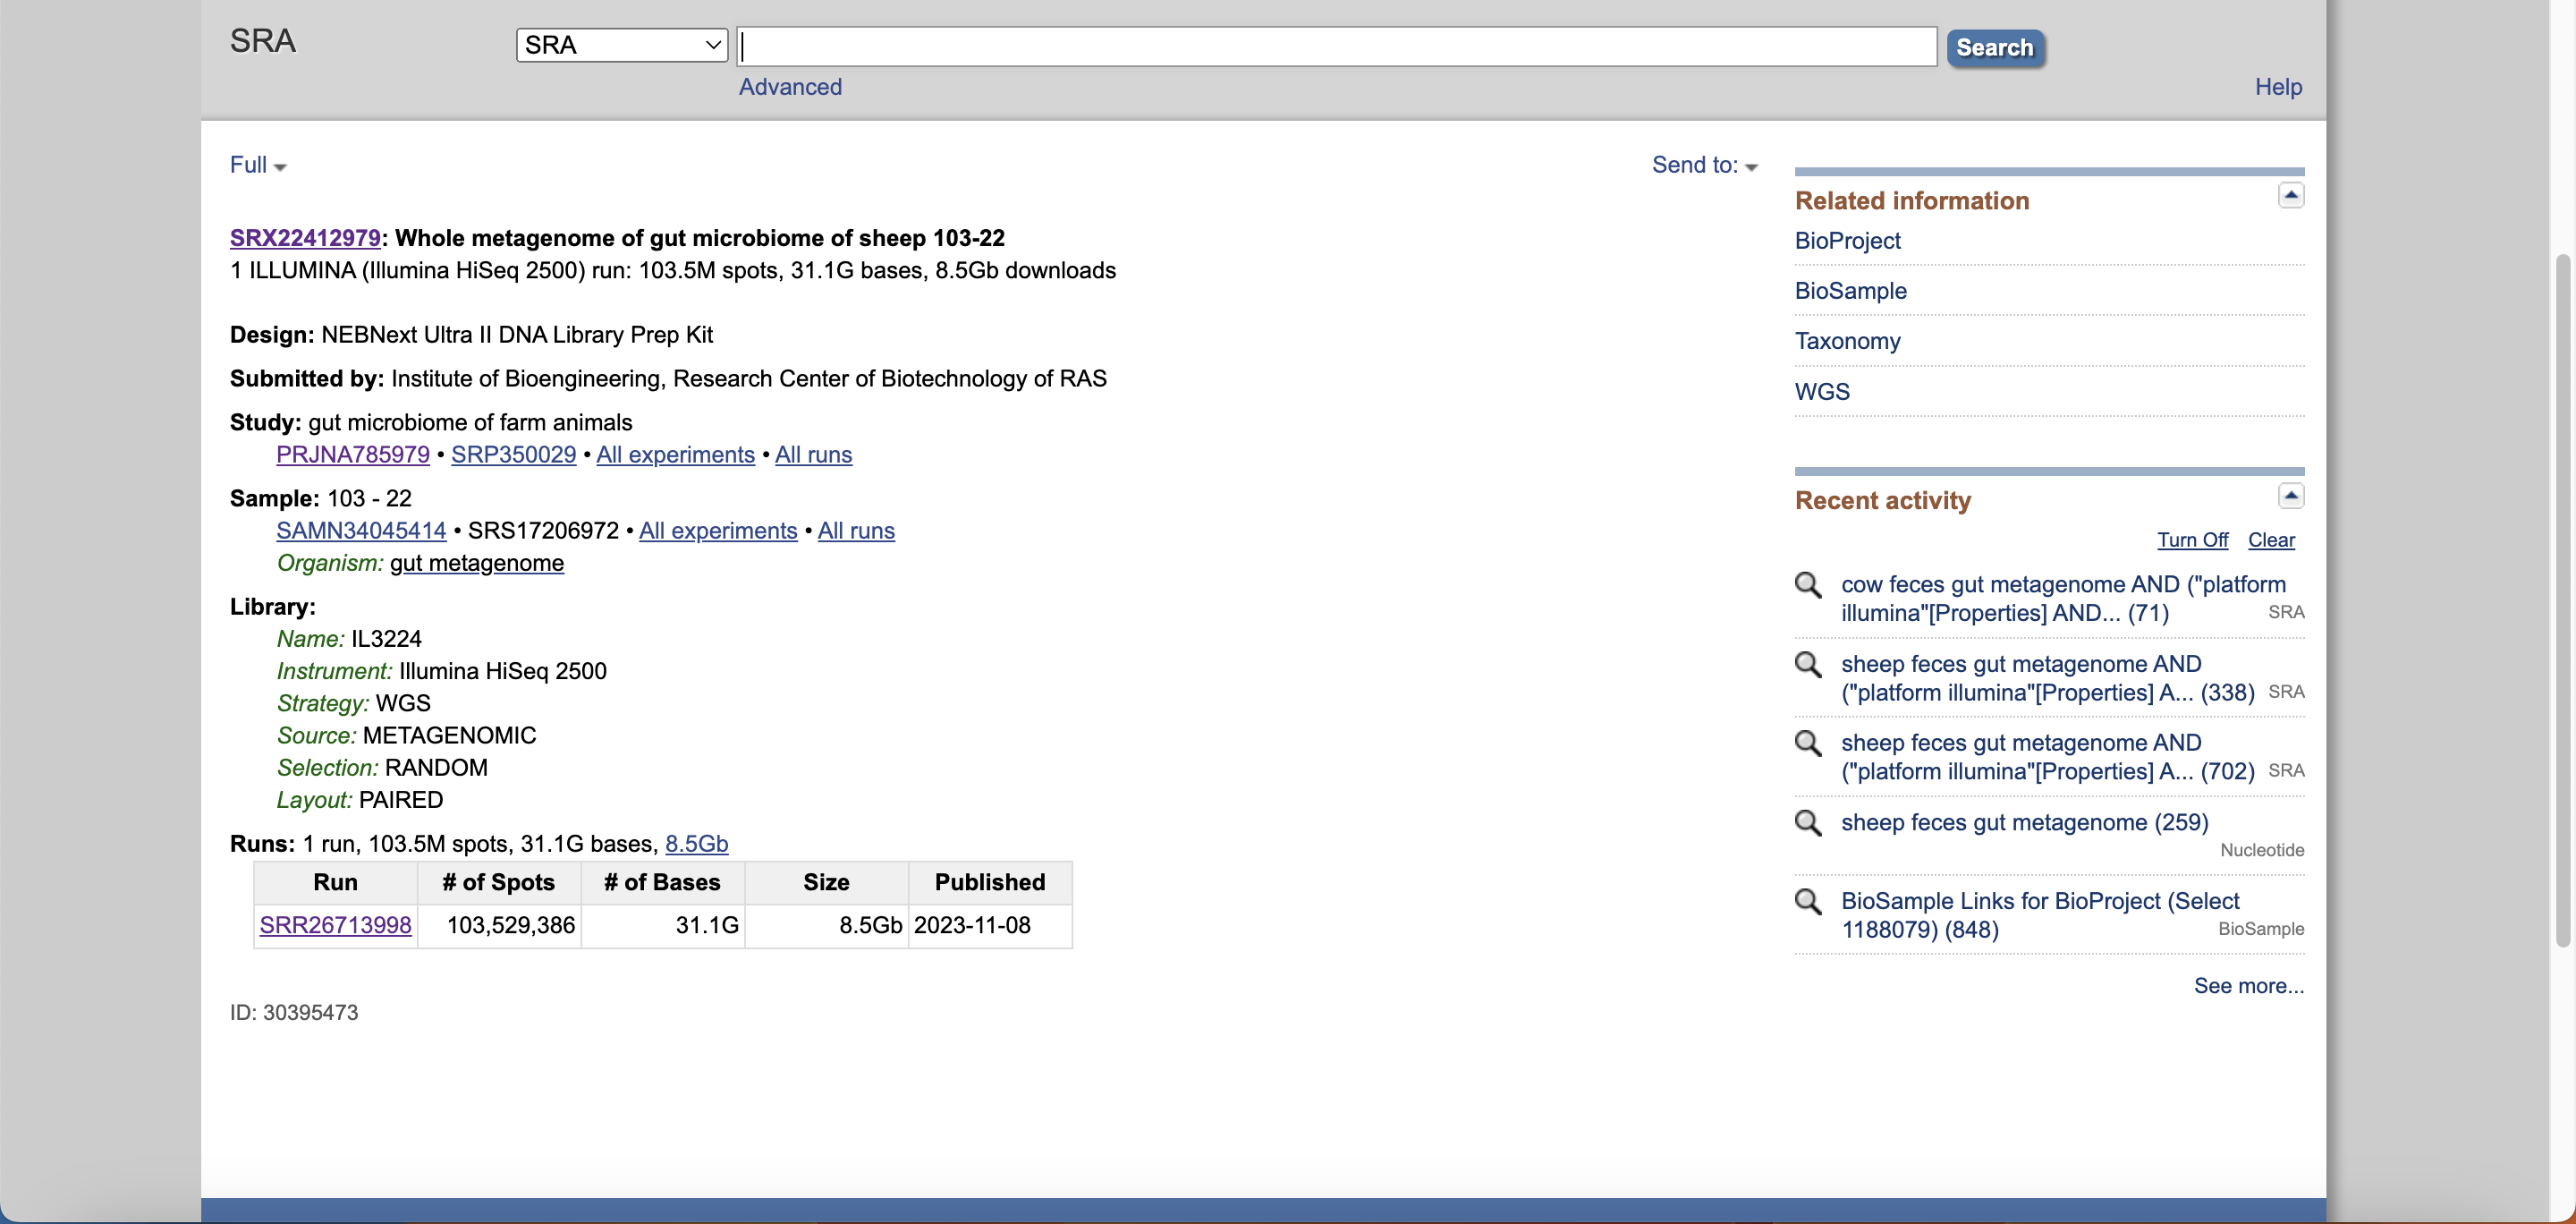 SRA
SRA
Search
Advanced
Help
Full
Send to:
SRX22412979: Whole metagenome of gut microbiome of sheep 103-22
1 ILLUMINA (Illumina HiSeq 2500) run: 103.5M spots, 31.1G bases, 8.5Gb downloads
Design: NEBNext Ultra II DNA Library Prep Kit
Submitted by: Institute of Bioengineering, Research Center of Biotechnology of RAS
Study: gut microbiome of farm animals
PRJNA785979 • SRP350029 • All experiments • All runs
Sample: 103 - 22
SAMN34045414 • SRS17206972 • All experiments • All runs
Organism: gut metagenome
Library:
Name: IL3224
Instrument: Illumina HiSeq 2500
Strategy: WGS
Source: METAGENOMIC
Selection: RANDOM
Layout: PAIRED
Runs: 1 run, 103.5M spots, 31.1G bases, 8.5Gb
Run # of Spots # of Bases Size Published
SRR26713998 103,529,386 31.1G 8.5Gb 2023-11-08
ID: 30395473
Related information
BioProject
BioSample
Taxonomy
WGS
Recent activity
Turn Off Clear
cow feces gut metagenome AND ("platform
illumina"[Properties] AND... (71) SRA
sheep feces gut metagenome AND
("platform illumina"[Properties] A... (338) SRA
sheep feces gut metagenome AND
("platform illumina"[Properties] A... (702) SRA
sheep feces gut metagenome (259)
Nucleotide
BioSample Links for BioProject (Select
1188079) (848) BioSample
See more...